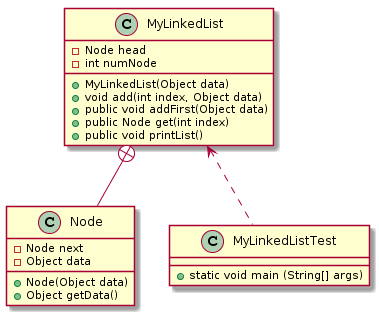 C MyLinkedList
Node head
int numNode
MyLinkedList(Object data)
void add(int index, Object data)
public void addFirst(Object data)
public Node get(int index)
public void printList()
C Node
Node next
Object data
Node(Object data)
Object getData()
C MyLinkedListTest
static void main (String[] args)